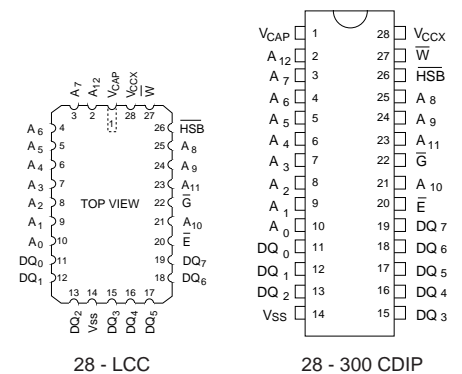 A7 A12 VCAP VCCX W̅
3 2 1 28 27
A6 4 26 H̅S̅B̅
A5 5 25 A8
A4 6 24 A9
A3 7 23 A11
A2 8 TOP VIEW 22 G̅
A1 9 21 A10
A0 10 20 E̅
DQ0 11 19 DQ7
DQ1 12 18 DQ6
13 14 15 16 17
DQ2 VSS DQ3 DQ4 DQ5
28 - LCC
VCAP 1 28 VCCX
A12 2 27 W̅
A7 3 26 H̅S̅B̅
A6 4 25 A8
A5 5 24 A9
A4 6 23 A11
A3 7 22 G̅
A2 8 21 A10
A1 9 20 E̅
A0 10 19 DQ7
DQ0 11 18 DQ6
DQ1 12 17 DQ5
DQ2 13 16 DQ4
VSS 14 15 DQ3
28 - 300 CDIP